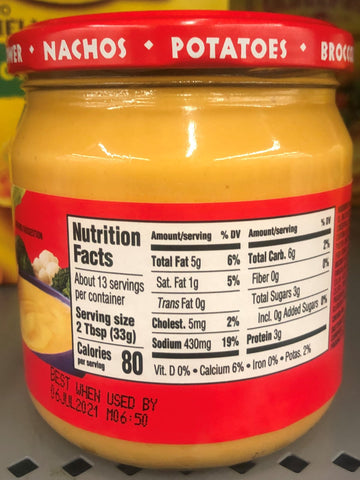 NACHOS • POTATOES •
Nutrition Facts
About 13 servings
per container
Serving size
2 Tbsp (33g)
Calories 80
per serving
Amount/serving % DV
Total Fat 5g 6%
Sat. Fat 1g 5%
Trans Fat 0g
Cholest. 5mg 2%
Sodium 430mg 19%
Amount/serving % DV
Total Carb. 6g 2%
Fiber 0g 0%
Total Sugars 3g
Incl. 0g Added Sugars 0%
Protein 3g
Vit. D 0% • Calcium 6% • Iron 0% • Potas. 2%
BEST WHEN USED BY
06JUL2021 M06:50